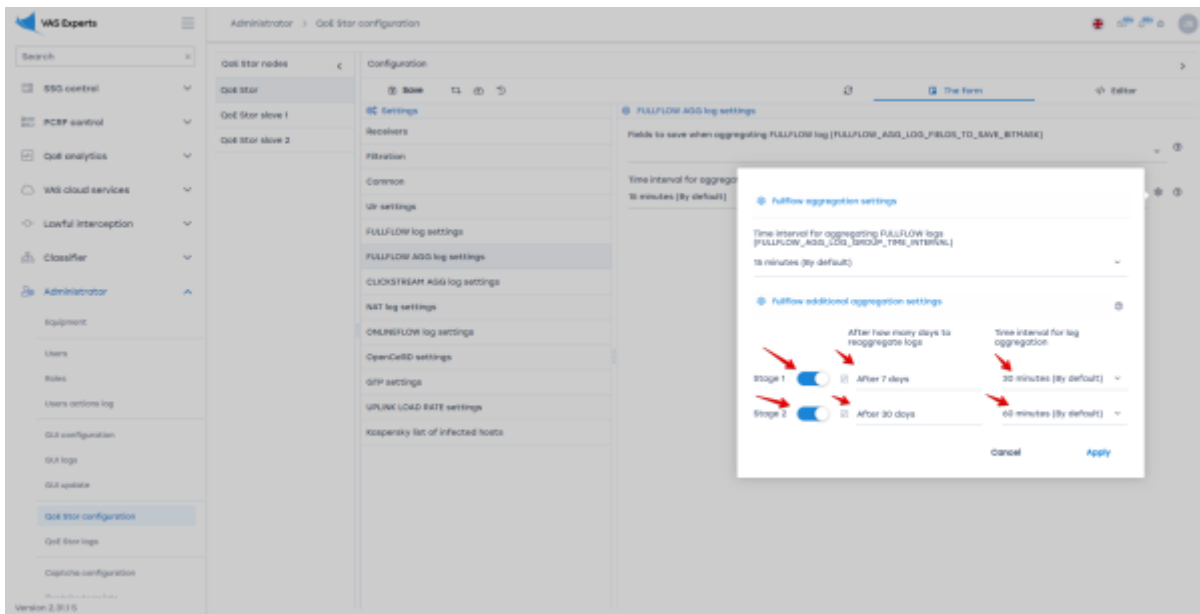 VAS Experts
Administrator > QoE Stor configuration
Search
SSG control
PCRF control
QoE analytics
VAS cloud services
Lawful interception
Classifier
Administrator
Equipment
Users
Roles
Users actions log
GUI configuration
GUI logs
GUI update
QoE Stor configuration
QoE Stor logs
Captcha configuration
Version 2.31.1 S
QoE Stor nodes
QoE Stor
QoE Stor slave 1
QoE Stor slave 2
Configuration
Save
The form
Editor
Settings
Receivers
Filtration
Common
Ulr settings
FULLFLOW log settings
FULLFLOW AGG log settings
CLICKSTREAM AGG log settings
NAT log settings
ONLINEFLOW log settings
OpenCellID settings
GTP settings
UPLINK LOAD RATE settings
Kaspersky list of infected hosts
FULLFLOW AGG log settings
Fields to save when aggregating FULLFLOW log (FULLFLOW_AGG_LOG_FIELDS_TO_SAVE_BITMASK)
Time interval for aggrega
15 minutes (By default)
Fullflow aggregation settings
Time interval for aggregating FULLFLOW logs
(FULLFLOW_AGG_LOG_GROUP_TIME_INTERVAL)
15 minutes (By default)
Fullflow additional aggregation settings
After how many days to
reaggregate logs
Time interval for log
aggregation
Stage 1 After 7 days 30 minutes (By default)
Stage 2 After 30 days 60 minutes (By default)
Cancel Apply